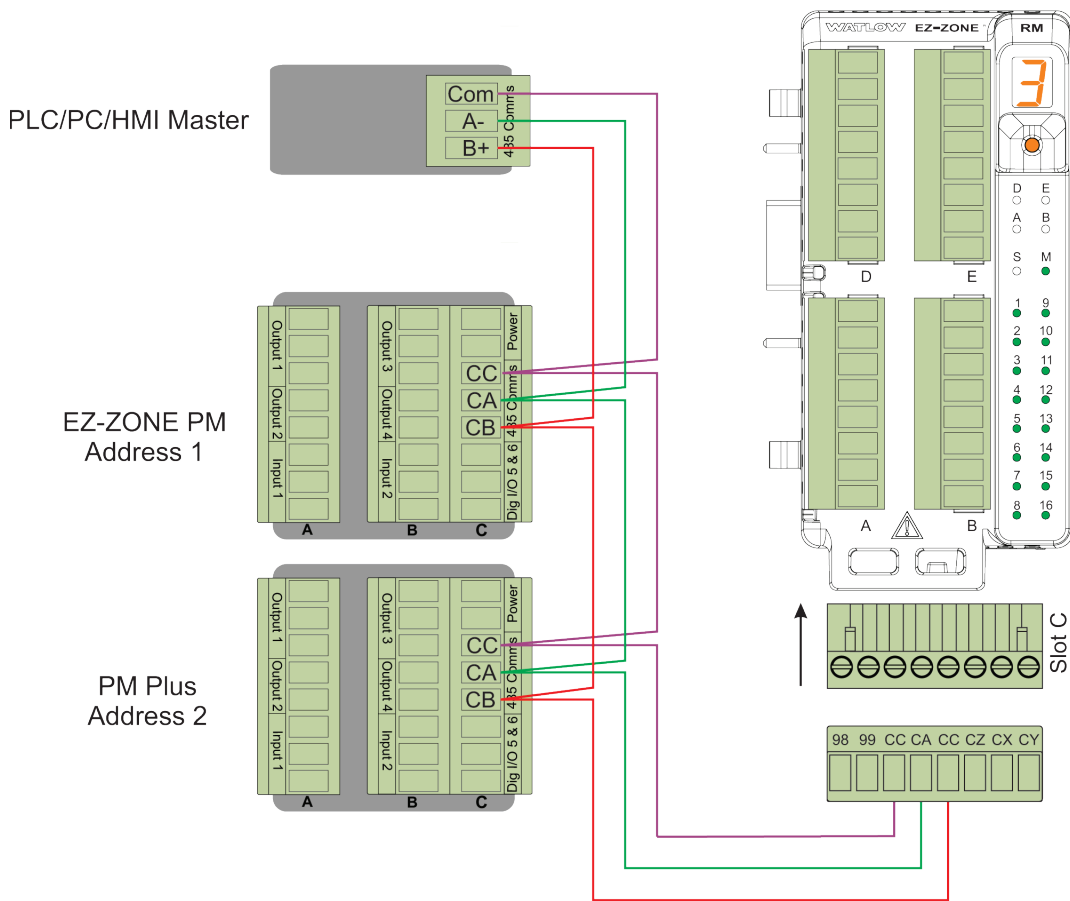 PLC/PC/HMI Master
Com
A-
B+
485 Comms
EZ-ZONE PM
Address 1
Output 1
Output 2
Input 1
A
Output 3
Output 4
Input 2
B
CC
CA
CB
C
Power
485 Comms
Dig I/O 5 & 6
PM Plus
Address 2
Output 1
Output 2
Input 1
A
Output 3
Output 4
Input 2
B
CC
CA
CB
C
Power
485 Comms
Dig I/O 5 & 6
WATLOW EZ-ZONE RM
3
D E
A B
S M
1 9
2 10
3 11
4 12
5 13
6 14
7 15
8 16
D
E
A
B
Slot C
98 99 CC CA CC CZ CX CY